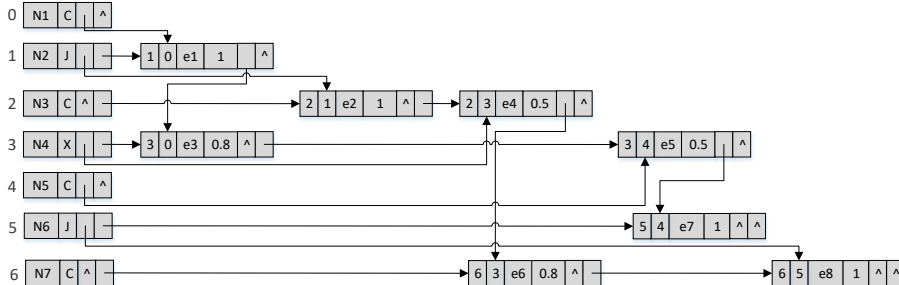 0 N1 C ^
1 N2 J 1 0 e1 1 ^
2 N3 C ^ 2 1 e2 1 ^ 2 3 e4 0.5 ^
3 N4 X 3 0 e3 0.8 ^ 3 4 e5 0.5 ^
4 N5 C ^
5 N6 J 5 4 e7 1 ^ ^
6 N7 C ^ 6 3 e6 0.8 ^ 6 5 e8 1 ^ ^